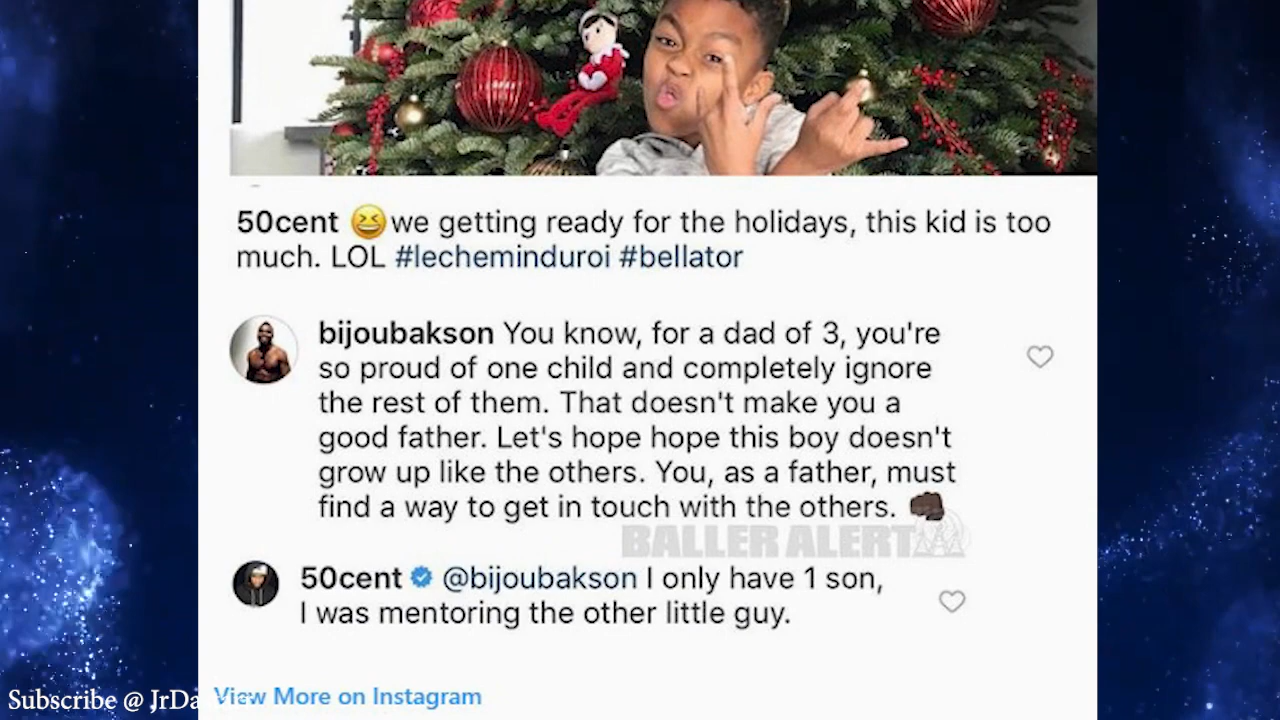 50cent 😆 we getting ready for the holidays, this kid is too
much. LOL #lecheminduroi #bellator
bijoubakson You know, for a dad of 3, you're
so proud of one child and completely ignore
the rest of them. That doesn't make you a
good father. Let's hope hope this boy doesn't
grow up like the others. You, as a father, must
find a way to get in touch with the others. 👊🏿
BALLER ALERT
50cent @bijoubakson I only have 1 son,
I was mentoring the other little guy.
View More on Instagram
Subscribe @ JrDa